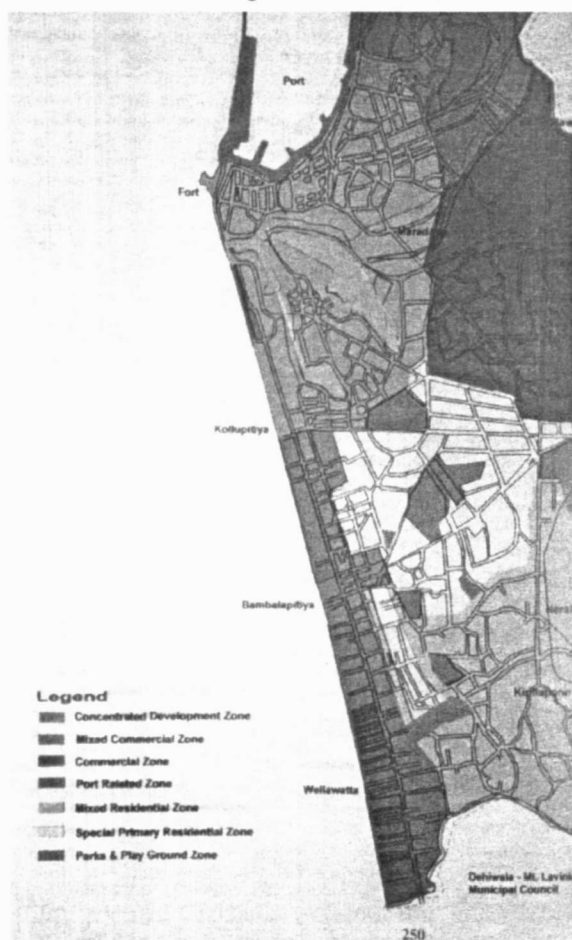 Port
Fort
Kollupitiya
Bambalapitiya
Legend
Concentrated Development Zone
Mixed Commercial Zone
Commercial Zone
Port Related Zone
Mixed Residential Zone
Special Primary Residential Zone
Parks & Play Ground Zone
Wellawatta
Dehiwala - Mt. Lavini
Municipal Council
250